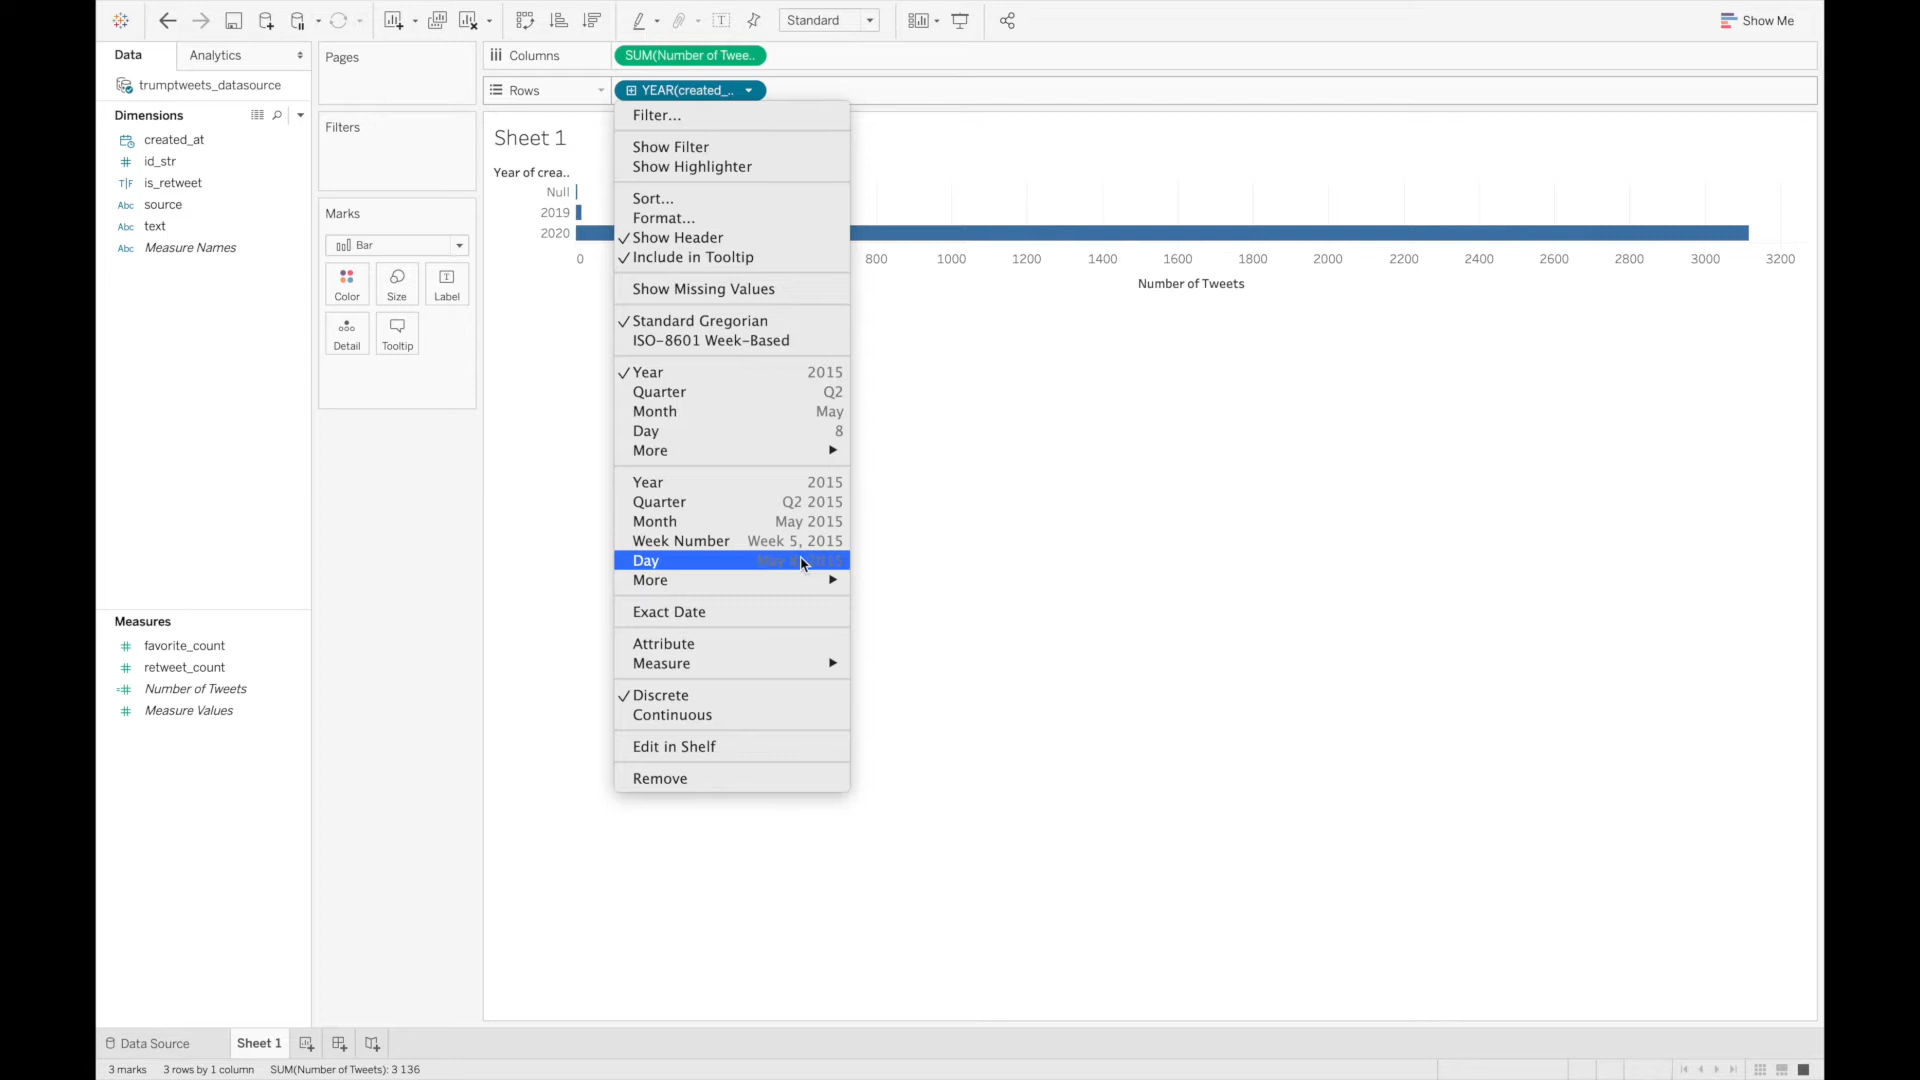 Standard
Show Me
Data
Analytics
Pages
Columns
SUM(Number of Twee..
trumptweets_datasource
Rows
YEAR(created_..
Dimensions
Filters
created_at
id_str
T|F is_retweet
Abc source
Abc text
Abc Measure Names
Marks
Bar
Color
Size
Label
Detail
Tooltip
Sheet 1
Year of crea..
Null
2019
2020
0
800
1000
1200
1400
1600
1800
2000
2200
2400
2600
2800
3000
3200
Number of Tweets
Filter...
Show Filter
Show Highlighter
Sort...
Format...
Show Header
Include in Tooltip
Show Missing Values
Standard Gregorian
ISO-8601 Week-Based
Year 2015
Quarter Q2
Month May
Day 8
More
Year 2015
Quarter Q2 2015
Month May 2015
Week Number Week 5, 2015
Day
More
Exact Date
Attribute
Measure
Discrete
Continuous
Edit in Shelf
Remove
Measures
favorite_count
retweet_count
Number of Tweets
Measure Values
Data Source
Sheet 1
3 marks
3 rows by 1 column
SUM(Number of Tweets): 3 136